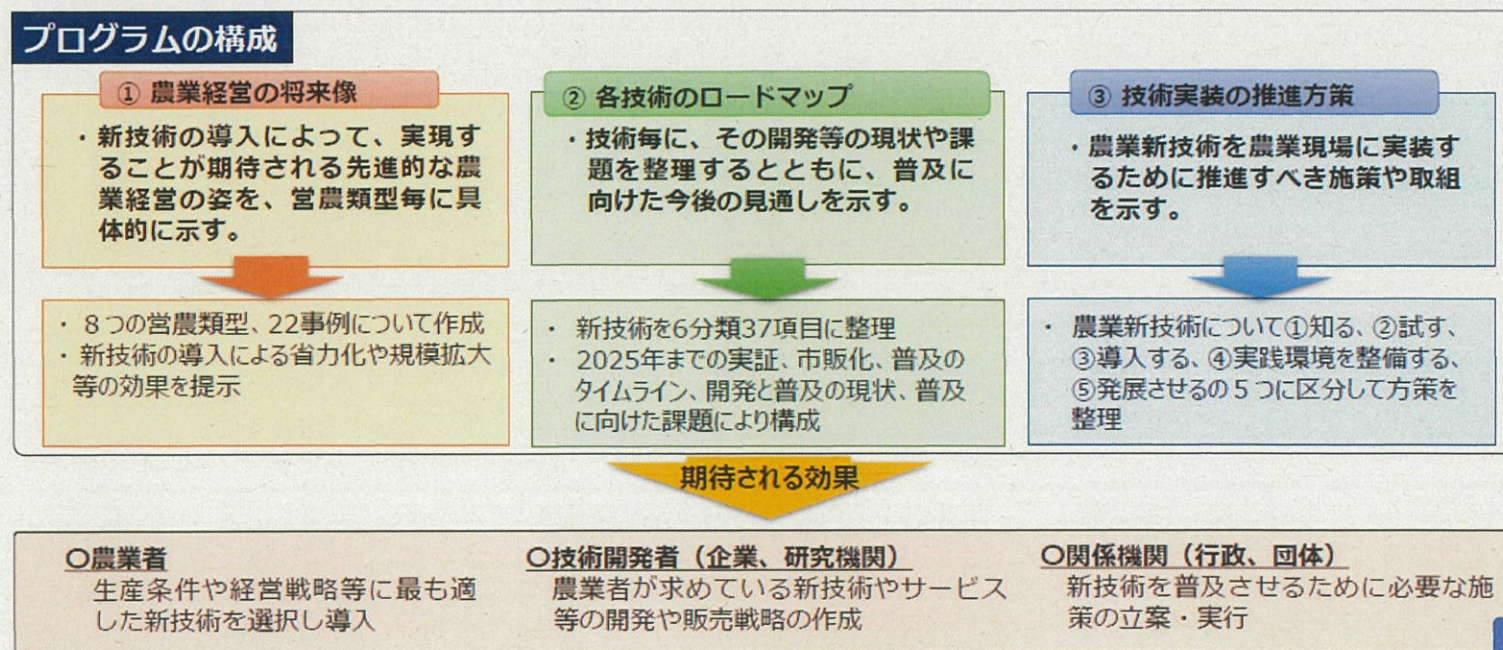 プログラムの構成
① 農業経営の将来像
・新技術の導入によって、実現す
ることが期待される先進的な農
業経営の姿を、営農類型毎に具
体的に示す。
・ 8つの営農類型、22事例について作成
・ 新技術の導入による省力化や規模拡大
等の効果を提示
② 各技術のロードマップ
・技術毎に、その開発等の現状や課
題を整理するとともに、普及に
向けた今後の見通しを示す。
・ 新技術を6分類37項目に整理
・ 2025年までの実証、市販化、普及の
タイムライン、開発と普及の現状、普及
に向けた課題により構成
③ 技術実装の推進方策
・農業新技術を農業現場に実装す
るために推進すべき施策や取組
を示す。
・ 農業新技術について①知る、②試す、
③導入する、④実践環境を整備する、
⑤発展させるの5つに区分して方策を
整理
期待される効果
〇農業者
生産条件や経営戦略等に最も適
した新技術を選択し導入
〇技術開発者（企業、研究機関）
農業者が求めている新技術やサービス
等の開発や販売戦略の作成
〇関係機関（行政、団体）
新技術を普及させるために必要な施
策の立案・実行